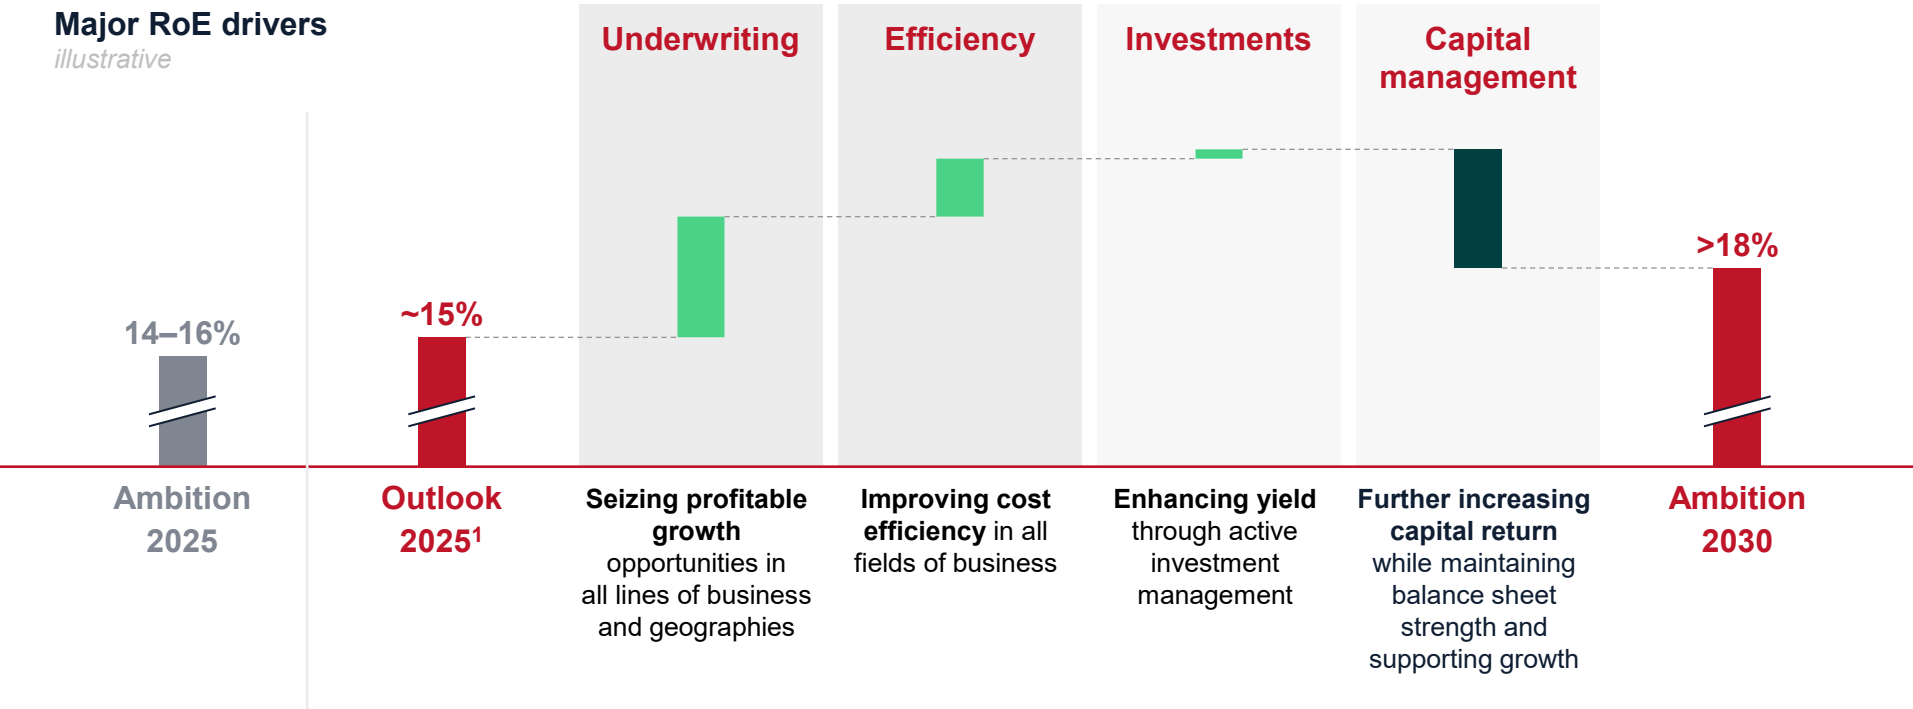 Major RoE drivers
illustrative
Underwriting
Efficiency
Investments
Capital
management
14–16%
~15%
>18%
Ambition
2025
Outlook
2025¹
Seizing profitable
growth
opportunities in
all lines of business
and geographies
Improving cost
efficiency in all
fields of business
Enhancing yield
through active
investment
management
Further increasing
capital return
while maintaining
balance sheet
strength and
supporting growth
Ambition
2030